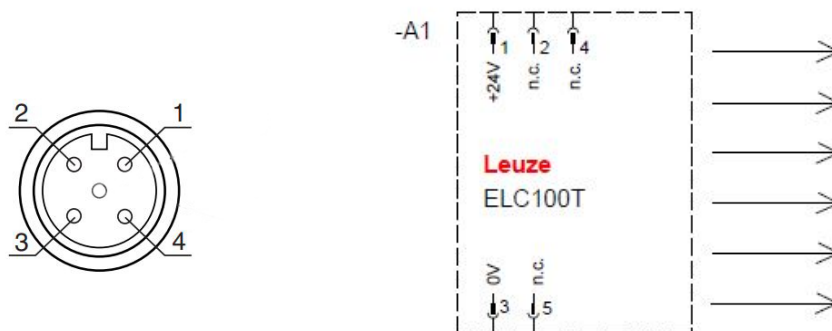 2 1
3 4
-A1
1 2 4
+24V n.c. n.c.
Leuze
ELC100T
0V n.c.
3 5